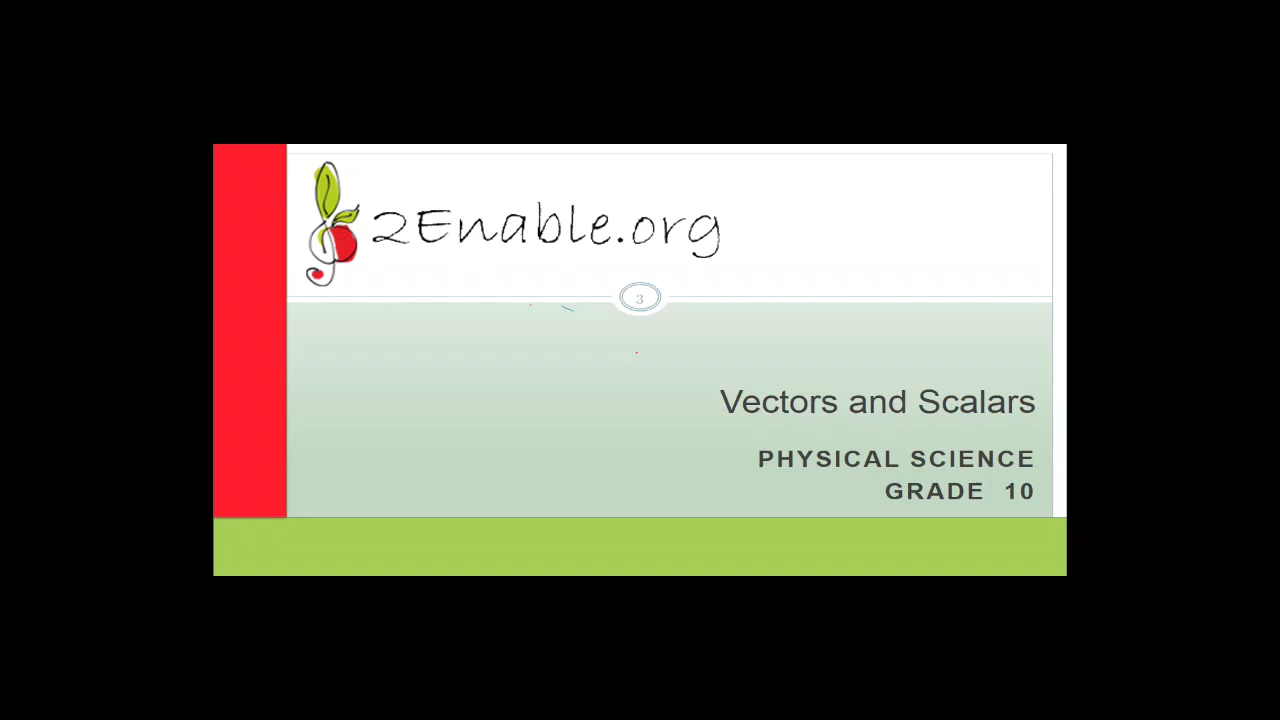 2Enable.org
3
Vectors and Scalars
PHYSICAL SCIENCE
GRADE 10